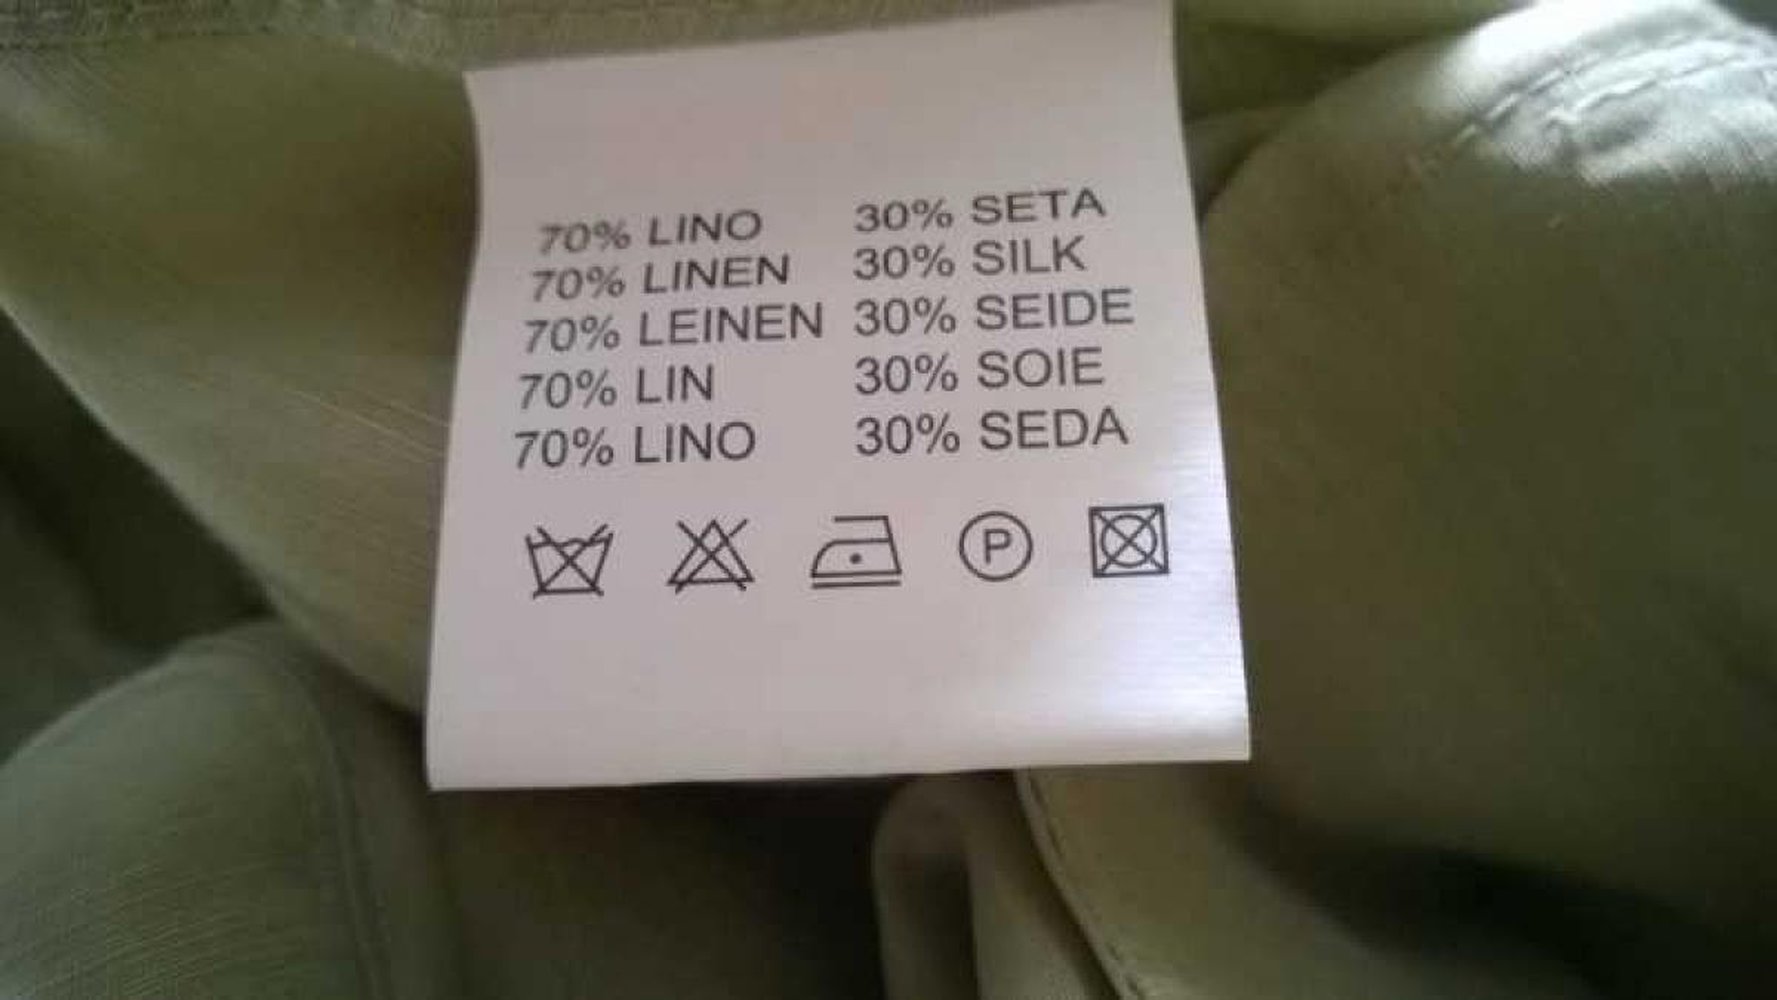 70% LINO 30% SETA
70% LINEN 30% SILK
70% LEINEN 30% SEIDE
70% LIN 30% SOIE
70% LINO 30% SEDA
P